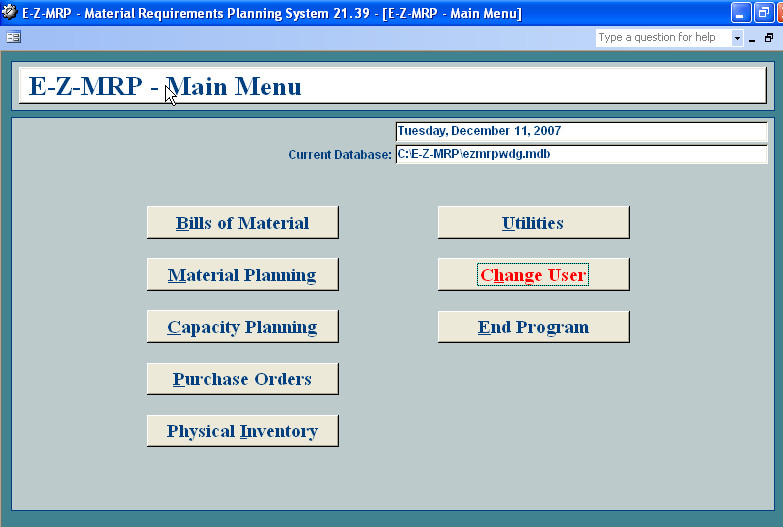 E-Z-MRP - Material Requirements Planning System 21.39 - [E-Z-MRP - Main Menu]
Type a question for help
E-Z-MRP - Main Menu
Tuesday, December 11, 2007
Current Database: C:\E-Z-MRP\ezmrpwdg.mdb
Bills of Material
Utilities
Material Planning
Change User
Capacity Planning
End Program
Purchase Orders
Physical Inventory